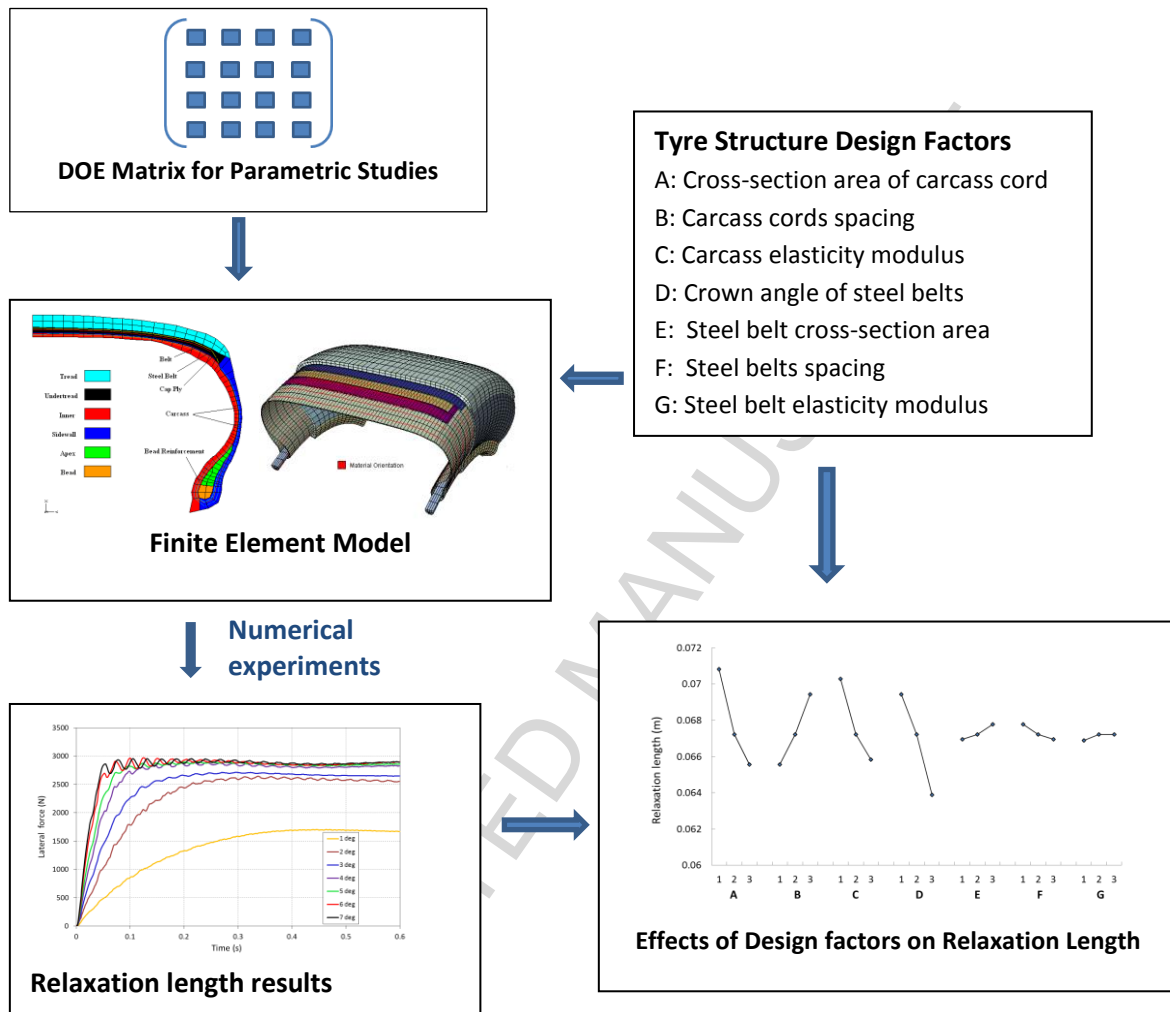 DOE Matrix for Parametric Studies
Tyre Structure Design Factors
A: Cross-section area of carcass cord
B: Carcass cords spacing
C: Carcass elasticity modulus
D: Crown angle of steel belts
E: Steel belt cross-section area
F: Steel belts spacing
G: Steel belt elasticity modulus
Tread
Undertread
Inner
Sidewall
Apex
Bead
Belt
Steel Belt
Cap Ply
Carcass
Bead Reinforcement
Material Orientation
Finite Element Model
Numerical
experiments
3500
3000
2500
2000
1500
1000
500
0
Lateral force (N)
1 deg
2 deg
3 deg
4 deg
5 deg
6 deg
7 deg
0 0.1 0.2 0.3 0.4 0.5 0.6
Time (s)
Relaxation length results
0.072
0.07
0.068
0.066
0.064
0.062
0.06
Relaxation length (m)
1 2 3 1 2 3 1 2 3 1 2 3 1 2 3 1 2 3 1 2 3
A B C D E F G
Effects of Design factors on Relaxation Length
TED MANUS